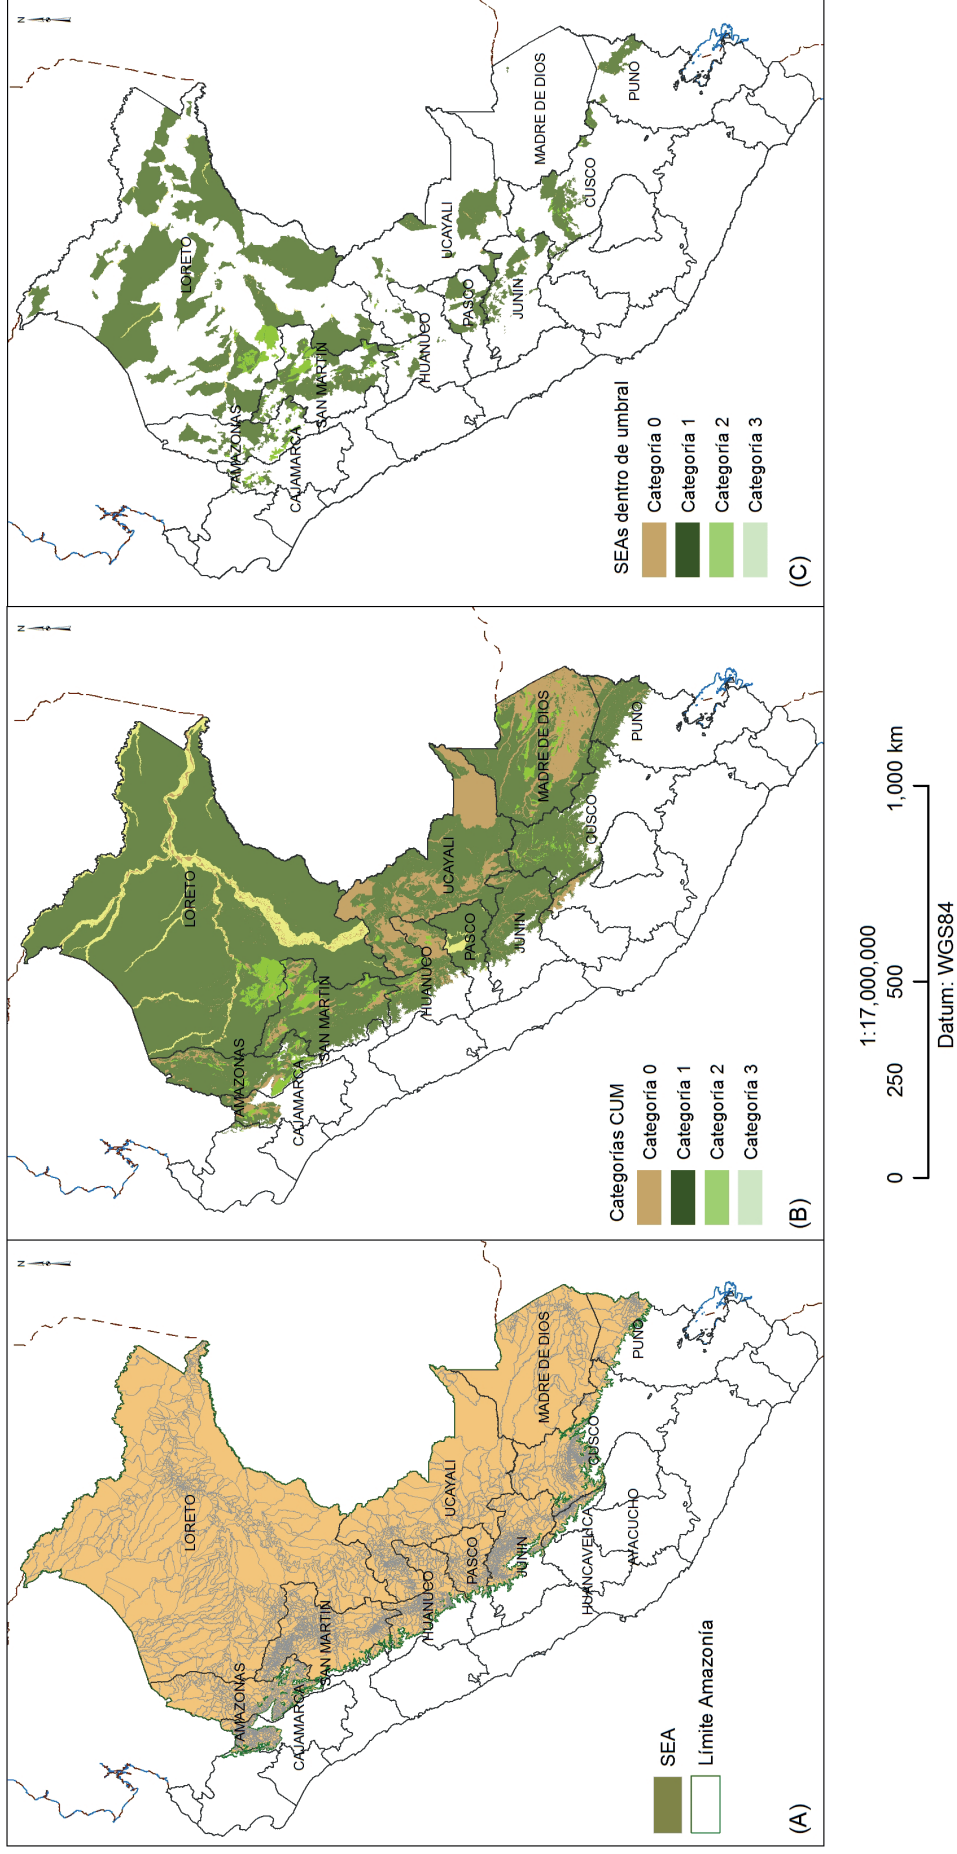 N
LORETO
AMAZONAS
CAJAMARCA
SAN MARTIN
HUANUCO
UCAYALI
PASCO
JUNIN
MADRE DE DIOS
CUSCO
PUNO
HUANCAVELICA
AYACUCHO
SEA
Límite Amazonía
(A)
N
LORETO
AMAZONAS
CAJAMARCA
SAN MARTIN
HUANUCO
UCAYALI
PASCO
JUNIN
MADRE DE DIOS
CUSCO
PUNO
Categorías CUM
Categoría 0
Categoría 1
Categoría 2
Categoría 3
(B)
N
LORETO
AMAZONAS
CAJAMARCA
SAN MARTIN
HUANUCO
UCAYALI
PASCO
JUNIN
MADRE DE DIOS
CUSCO
PUNO
SEAs dentro de umbral
Categoría 0
Categoría 1
Categoría 2
Categoría 3
(C)
1:17,000,000
0 250 500 1,000 km
Datum: WGS84